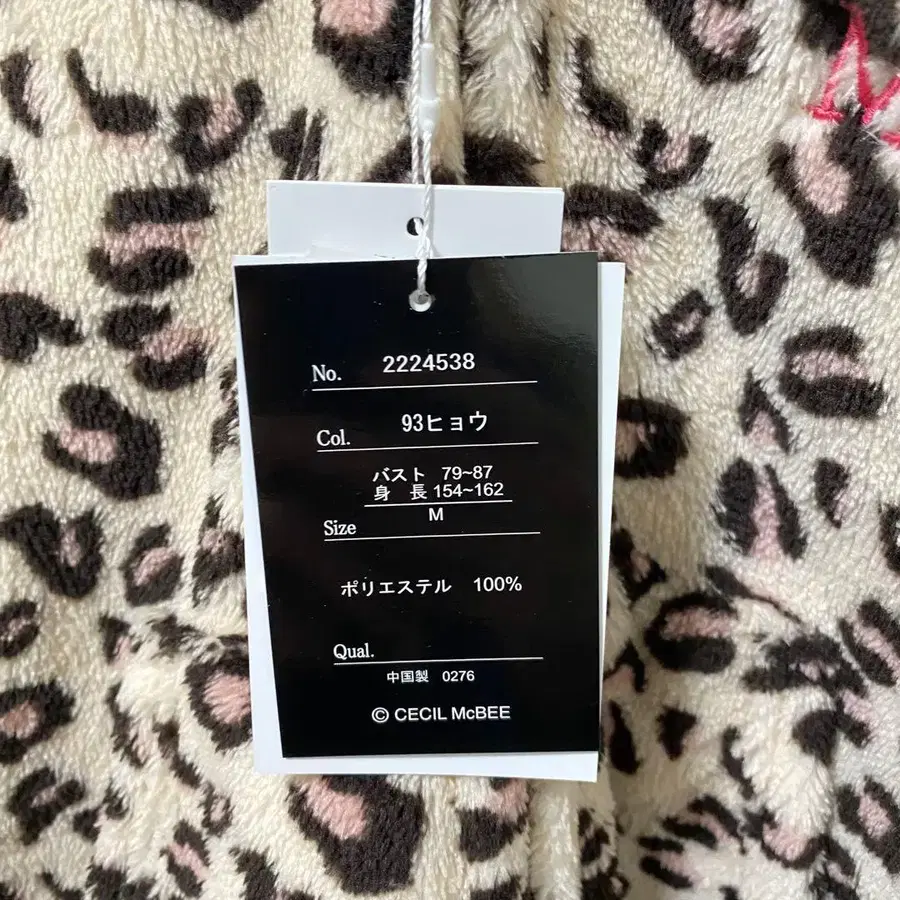 No. 2224538
Col. 93ヒョウ
バスト 79~87
身 長 154~162
Size M
ポリエステル 100%
Qual.
中国製 0276
© CECIL McBEE